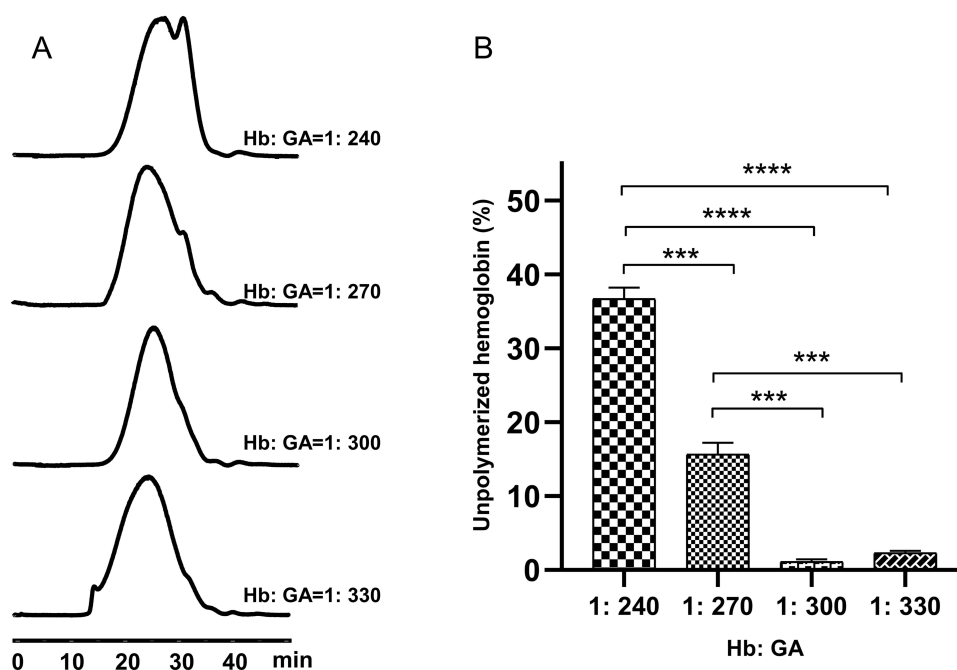 A
Hb: GA=1: 240
Hb: GA=1: 270
Hb: GA=1: 300
Hb: GA=1: 330
0 10 20 30 40 min
B
Unpolymerized hemoglobin (%)
50
40
30
20
10
0
****
****
***
***
***
1: 240 1: 270 1: 300 1: 330
Hb: GA